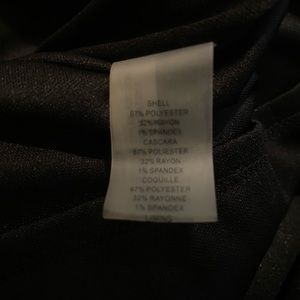 SHELL
67% POLYESTER
32% RAYON
1% SPANDEX
CASCARA
67% POLYESTER
32% RAYON
1% SPANDEX
COQUILLE
67% POLYESTER
32% RAYONNE
1% SPANDEX
LINING